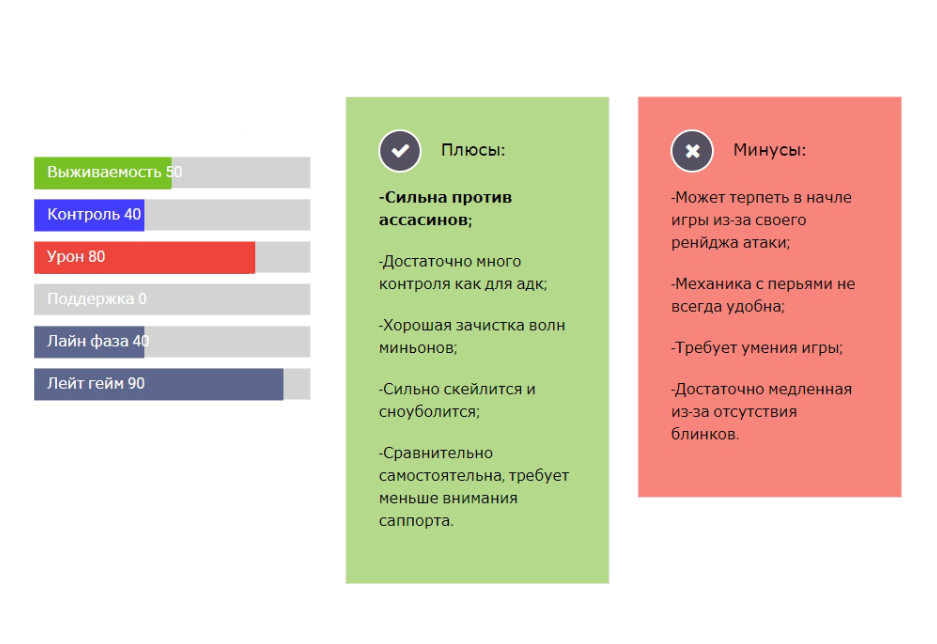 Выживаемость 50
Контроль 40
Урон 80
Поддержка 0
Лайн фаза 40
Лейт гейм 90
Плюсы:
-Сильна против
ассасинов;
-Достаточно много
контроля как для адк;
-Хорошая зачистка волн
миньонов;
-Сильно скейлится и
сноуболится;
-Сравнительно
самостоятельна, требует
меньше внимания
саппорта.
Минусы:
-Может терпеть в начле
игры из-за своего
ренйджа атаки;
-Механика с перьями не
всегда удобна;
-Требует умения игры;
-Достаточно медленная
из-за отсутствия
блинков.